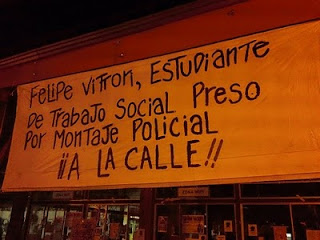 FELIPE VITRON, ESTUDIANTE
DE TRABAJO SOCIAL PRESO
POR MONTAJE POLICIAL
¡¡A LA CALLE!!